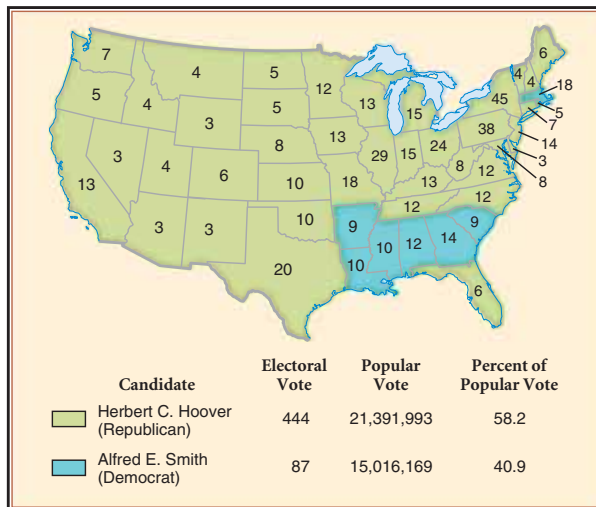 7 4 5 12 13 15 4 4 6
18
5
7
14
3
8
5 4 3 5 8 13 29 15 24 38 45
13 3 4 6 10 18 13 8 12
3 3 10 12 12
20 9 10 10 12 14 9
6
Electoral Popular Percent of
Candidate Vote Vote Popular Vote
Herbert C. Hoover 444 21,391,993 58.2
(Republican)
Alfred E. Smith 87 15,016,169 40.9
(Democrat)